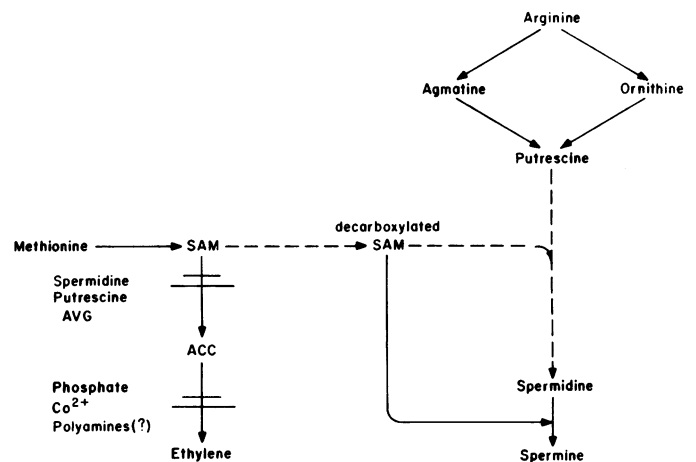 Arginine
Agmatine
Ornithine
Putrescine
decarboxylated
Methionine
SAM
SAM
Spermidine
Putrescine
AVG
ACC
Phosphate
Co²⁺
Polyamines(?)
Ethylene
Spermidine
Spermine